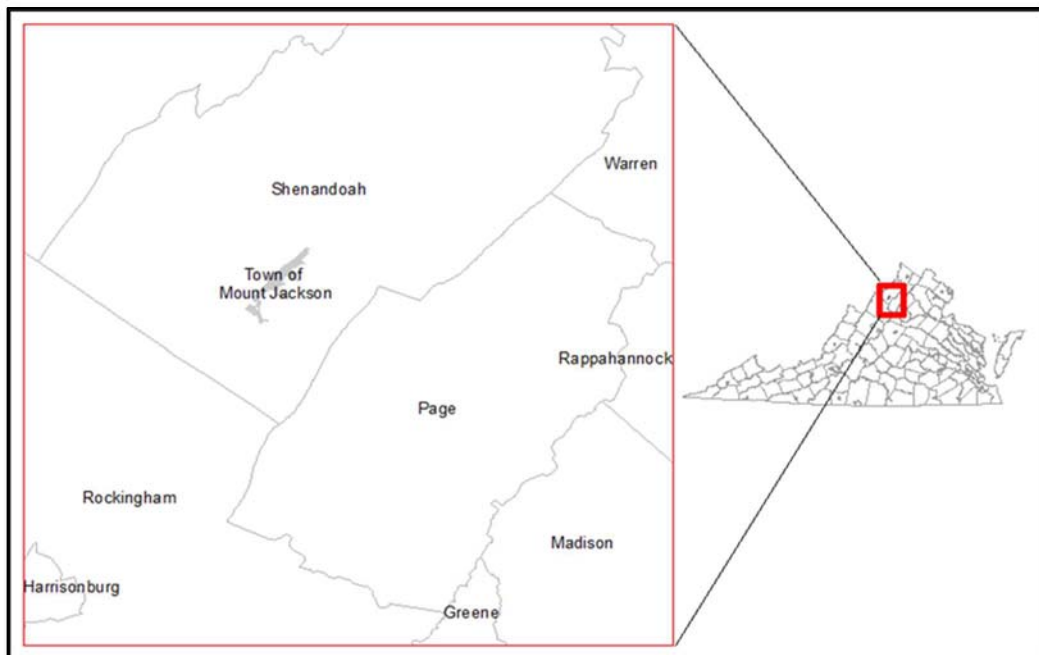 Warren
Shenandoah
Town of
Mount Jackson
Rappahannock
Page
Rockingham
Madison
Harrisonburg
Greene